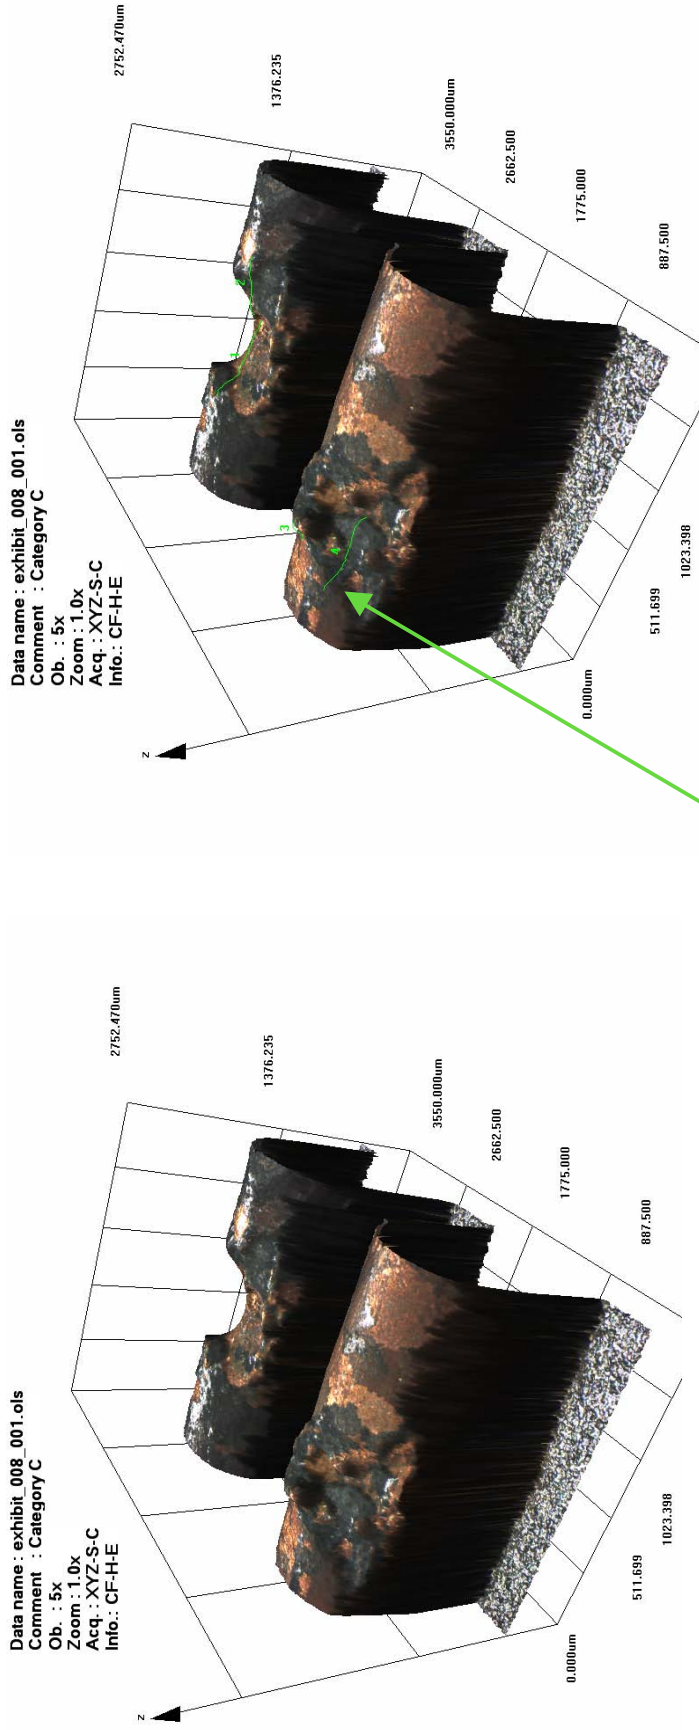 Data name : exhibit_008_001.ols
Comment : Category C
Ob. : 5x
Zoom : 1.0x
Acq. : XYZ-S-C
Info.: CF-H-E
2752.470um
1376.235
3550.000um
2662.500
1775.000
887.500
1023.398
511.699
0.000um
z
1
2
3
4
Data name : exhibit_008_001.ols
Comment : Category C
Ob. : 5x
Zoom : 1.0x
Acq. : XYZ-S-C
Info.: CF-H-E
2752.470um
1376.235
3550.000um
2662.500
1775.000
887.500
1023.398
511.699
0.000um
z